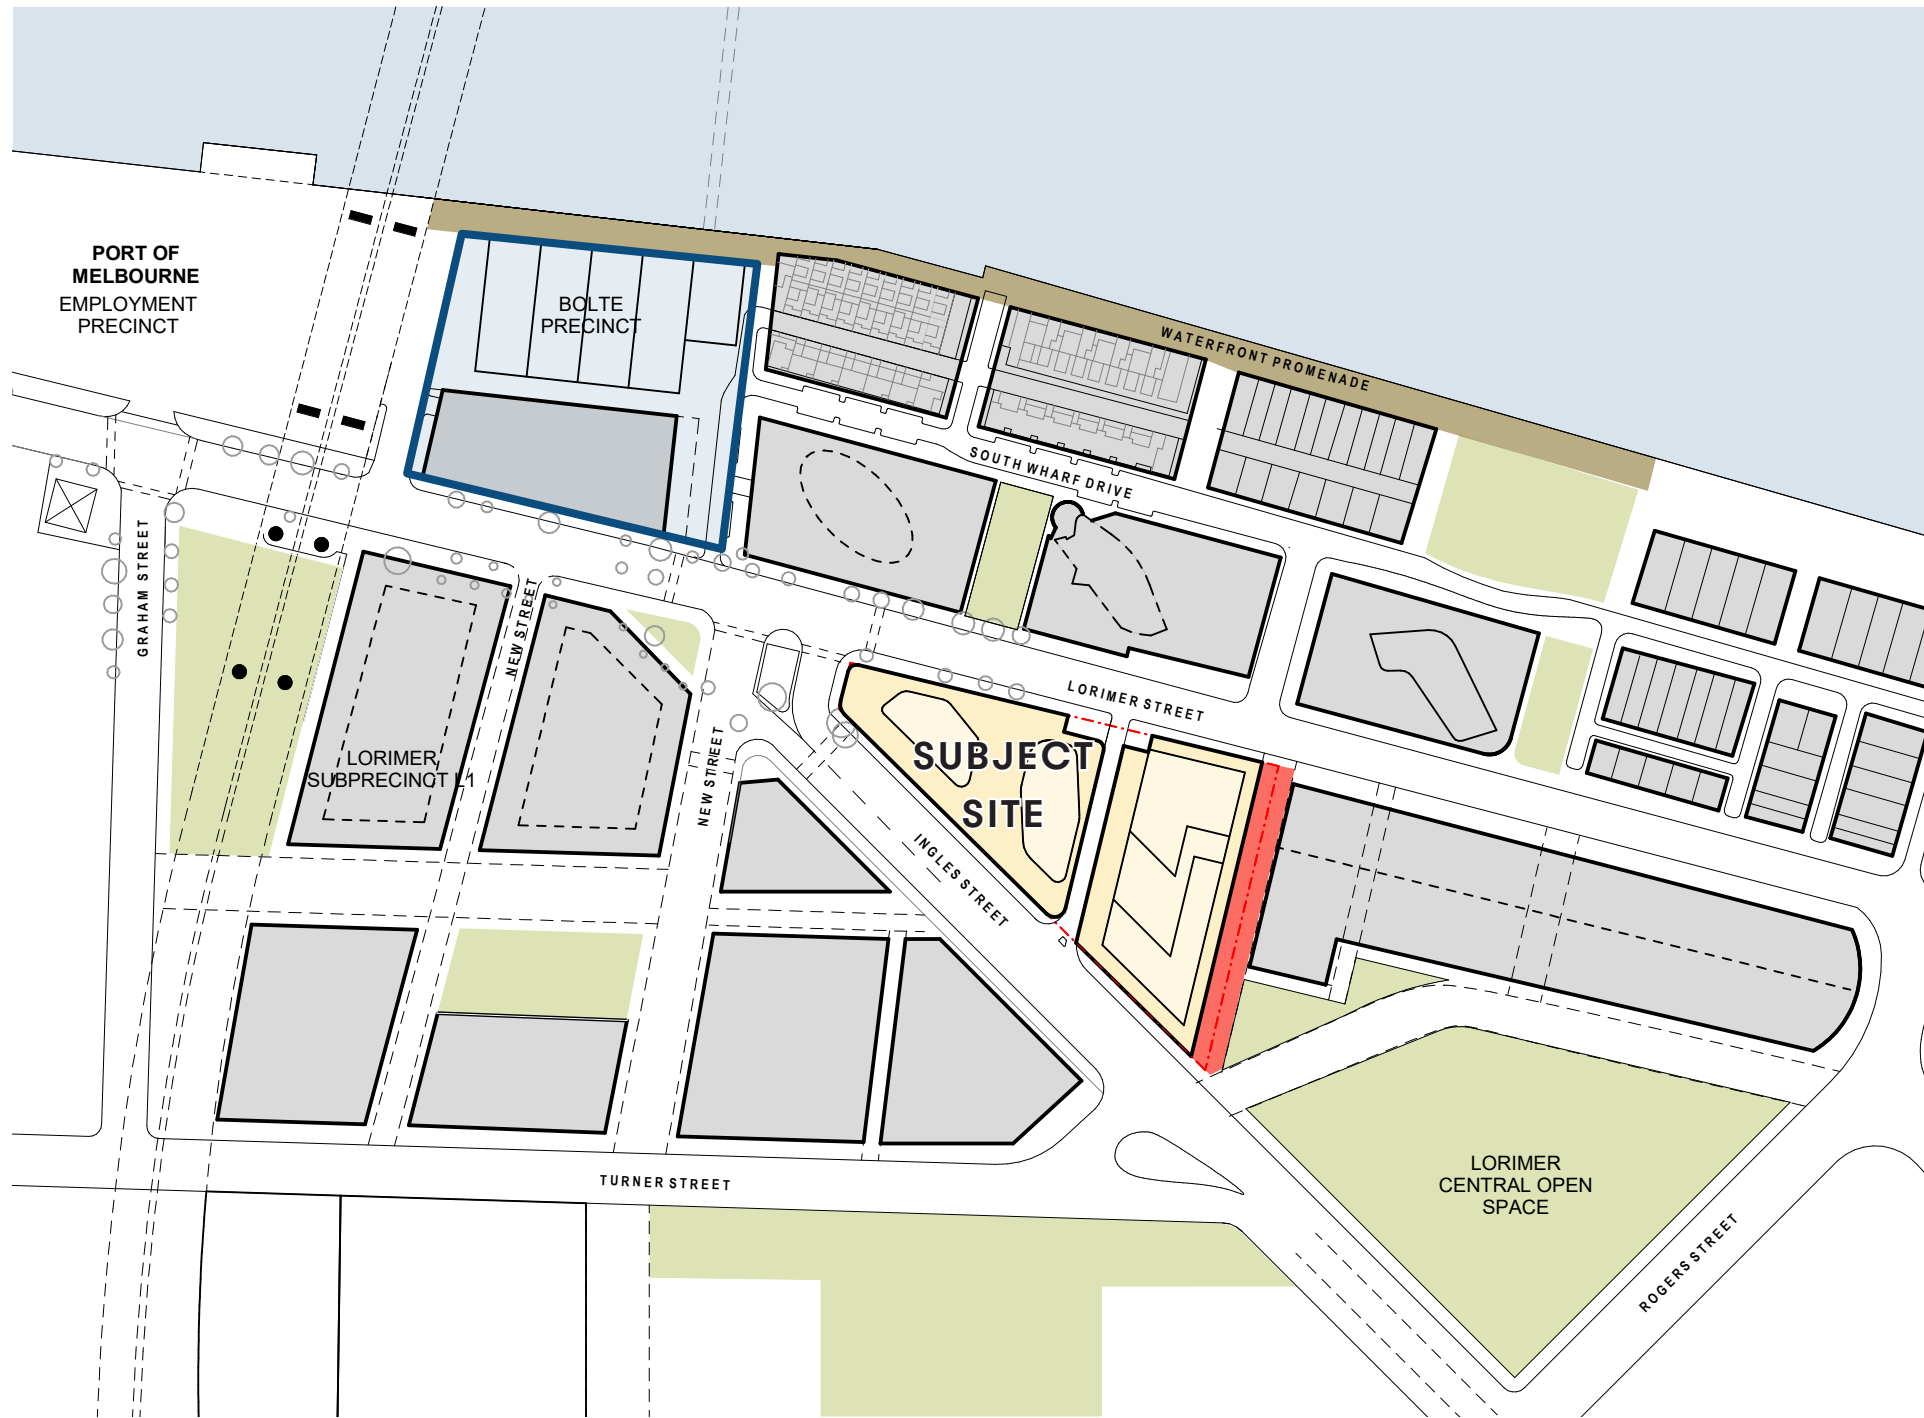 PORT OF
MELBOURNE
EMPLOYMENT
PRECINCT
BOLTE
PRECINCT
WATERFRONT PROMENADE
SOUTH WHARF DRIVE
GRAHAM STREET
NEW STREET
LORIMER STREET
LORIMER
SUBPRECINCT L1
NEW STREET
SUBJECT
SITE
INGLES STREET
TURNER STREET
LORIMER
CENTRAL OPEN
SPACE
ROGERS STREET